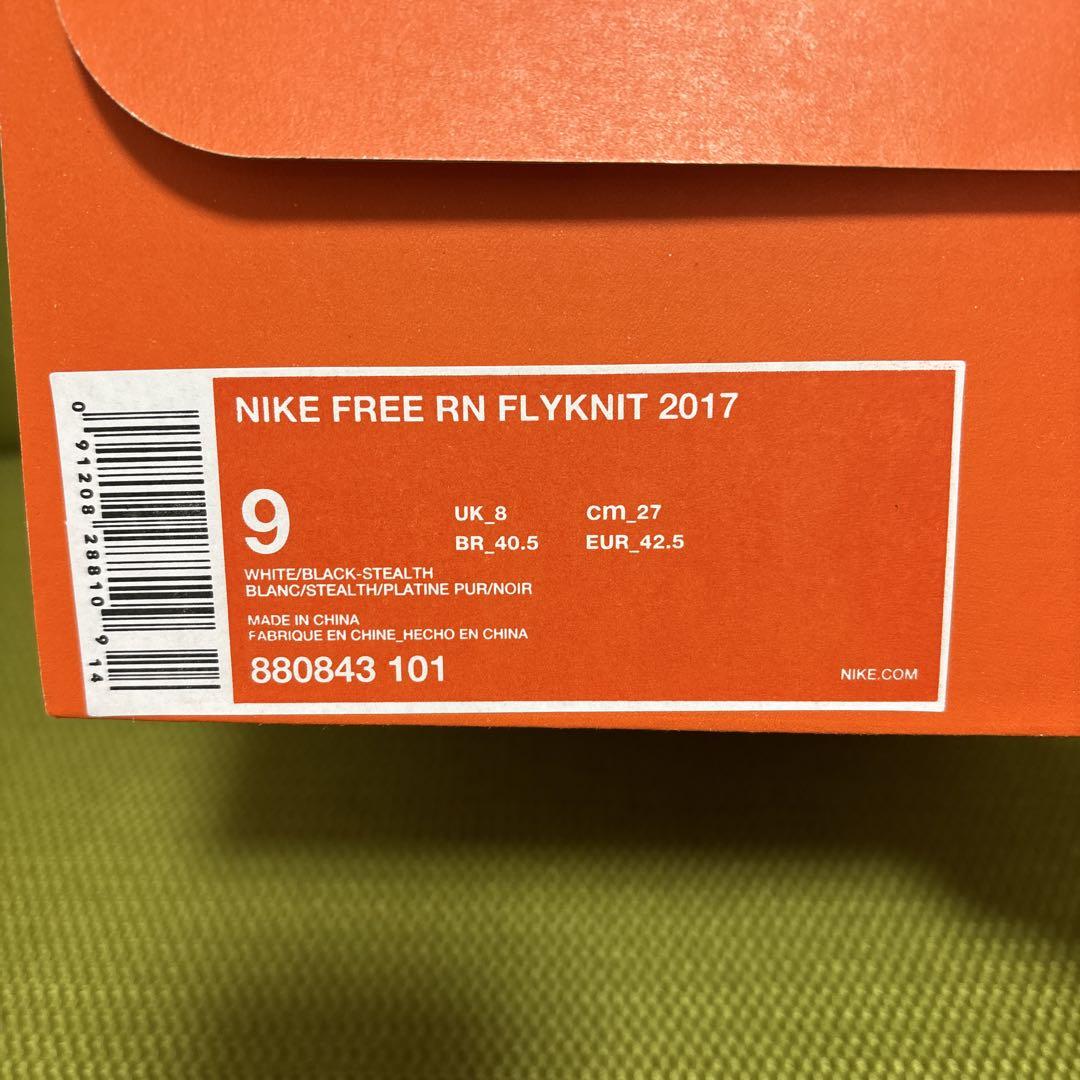 NIKE FREE RN FLYKNIT 2017
9
UK_8 cm_27
BR_40.5 EUR_42.5
WHITE/BLACK-STEALTH
BLANC/STEALTH/PLATINE PUR/NOIR
MADE IN CHINA
FABRIQUE EN CHINE_HECHO EN CHINA
880843 101
NIKE.COM
0 91208 28810 9 14